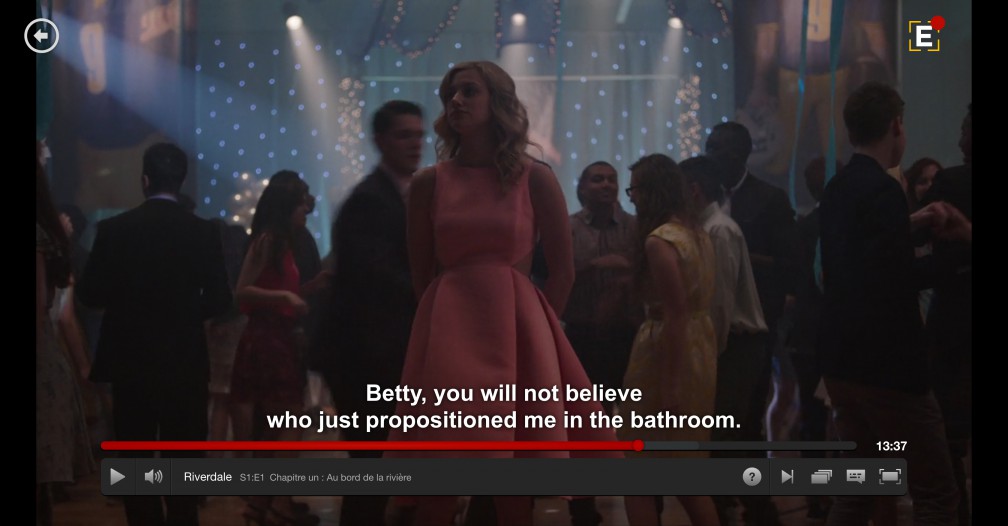 E
Betty, you will not believe
who just propositioned me in the bathroom.
13:37
Riverdale S1:E1 Chapitre un : Au bord de la rivière
?